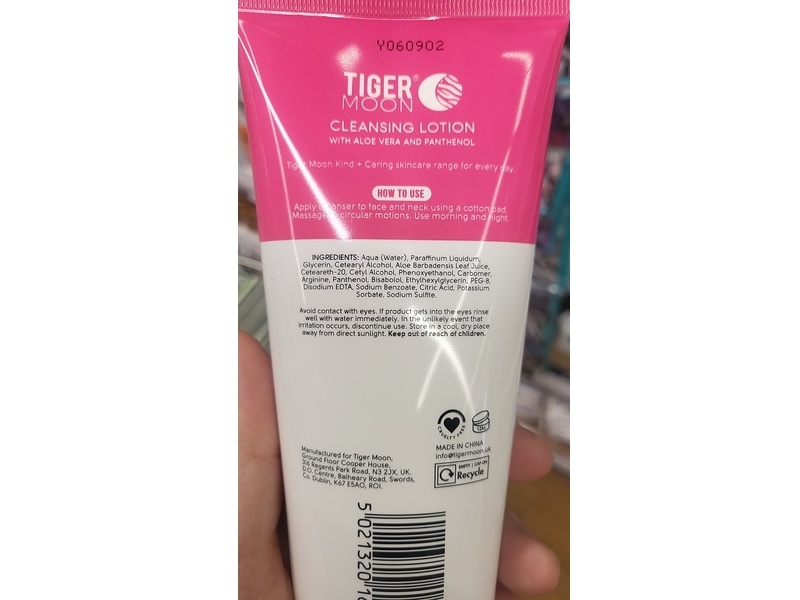 Y060902
TIGER®
MOON
CLEANSING LOTION
WITH ALOE VERA AND PANTHENOL
Tiger Moon Kind + Caring skincare range for every day.
HOW TO USE
Apply cleanser to face and neck using a cotton pad.
Massage circular motions. Use morning and night.
INGREDIENTS: Aqua (Water), Paraffinum Liquidum,
Glycerin, Cetearyl Alcohol, Aloe Barbadensis Leaf Juice,
Ceteareth-20, Cetyl Alcohol, Phenoxyethanol, Carbomer,
Arginine, Panthenol, Bisabolol, Ethylhexylglycerin, PEG-8,
Disodium EDTA, Sodium Benzoate, Citric Acid, Potassium
Sorbate, Sodium Sulfite.
Avoid contact with eyes. If product gets into the eyes rinse
well with water immediately. In the unlikely event that
irritation occurs, discontinue use. Store in a cool, dry place
away from direct sunlight. Keep out of reach of children.
CRUELTY FREE
12M
MADE IN CHINA
info@tigermoon.uk
EMPTY | CAP ON
Recycle
Manufactured for Tiger Moon,
Ground Floor Cooper House,
316 Regents Park Road, N3 2JX, UK.
D.O. Centre, Balheary Road, Swords,
Co. Dublin, K67 E5A0, ROI.
5 021320